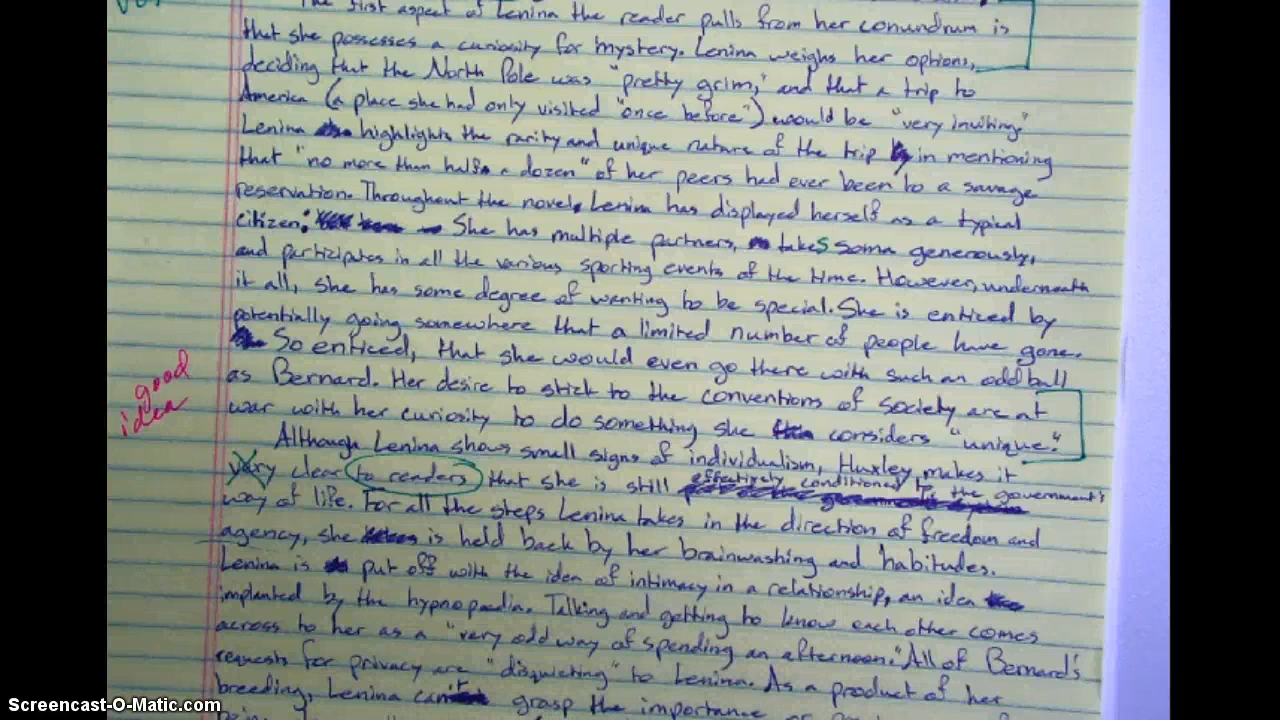 The first aspect of Lenina the reader pulls from her conundrum is
that she possesses a curiosity for mystery. Lenina weighs her options,
deciding that the North Pole was "pretty grim," and that a trip to
America (a place she had only visited "once before") would be "very inviting."
Lenina highlights the rarity and unique nature of the trip in mentioning
that "no more than half a dozen" of her peers had ever been to a savage
reservation. Throughout the novel, Lenina has displayed herself as a typical
citizen: She has multiple partners, takes soma generously,
and participates in all the various sporting events of the time. However, underneath
it all, she has some degree of wanting to be special. She is enticed by
potentially going somewhere that a limited number of people have gone.
So enticed, that she would even go there with such an odd ball
good
idea
as Bernard. Her desire to stick to the conventions of society are at
war with her curiosity to do something she considers "unique."
Although Lenina shows small signs of individualism, Huxley makes it
very clear to readers that she is still effectively conditioned to the government's
way of life. For all the steps Lenina takes in the direction of freedom and
agency, she is held back by her brainwashing and habitudes.
Lenina is put off with the idea of intimacy in a relationship, an idea
implanted by the hypnopaedia. Talking and getting to know each other comes
across to her as a "very odd way of spending an afternoon." All of Bernard's
requests for privacy are "disquieting" to Lenina. As a product of her
breeding, Lenina can't grasp the importance
Screencast-O-Matic.com